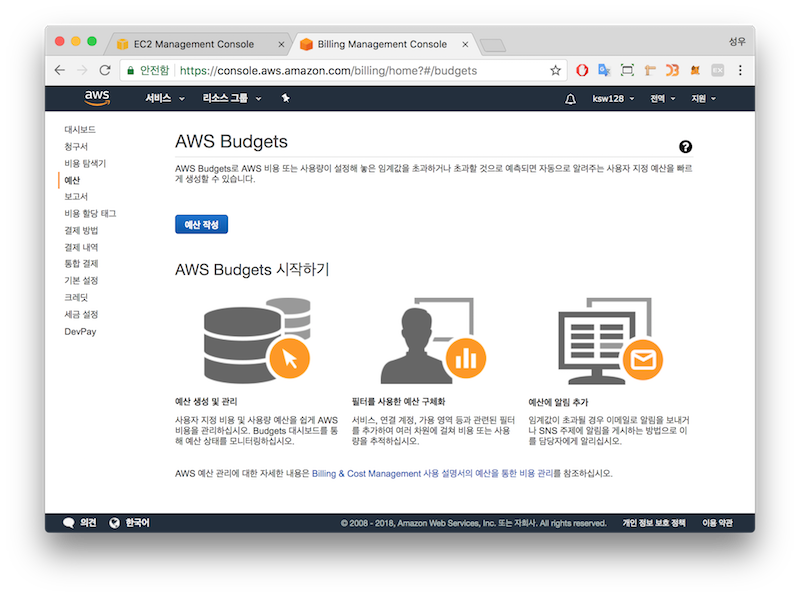 EC2 Management Console
Billing Management Console
성우
안전함
https://console.aws.amazon.com/billing/home?#/budgets
aws
서비스
리소스 그룹
ksw128
전역
지원
대시보드
청구서
비용 탐색기
예산
보고서
비용 할당 태그
결제 방법
결제 내역
통합 결제
기본 설정
크레딧
세금 설정
DevPay
AWS Budgets
?
AWS Budgets로 AWS 비용 또는 사용량이 설정해 놓은 임계값을 초과하거나 초과할 것으로 예측되면 자동으로 알려주는 사용자 지정 예산을 빠르
게 생성할 수 있습니다.
예산 작성
AWS Budgets 시작하기
예산 생성 및 관리
사용자 지정 비용 및 사용량 예산을 쉽게 AWS
비용을 관리하십시오. Budgets 대시보드를 통
해 예산 상태를 모니터링하십시오.
필터를 사용한 예산 구체화
서비스, 연결 계정, 가용 영역 등과 관련된 필터
를 추가하여 여러 차원에 걸쳐 비용 또는 사용
량을 추적하십시오.
예산에 알림 추가
임계값이 초과될 경우 이메일로 알림을 보내거
나 SNS 주제에 알림을 게시하는 방법으로 이
를 담당자에게 알리십시오.
AWS 예산 관리에 대한 자세한 내용은 Billing & Cost Management 사용 설명서의 예산을 통한 비용 관리를 참조하십시오.
의견
한국어
© 2008 - 2018, Amazon Web Services, Inc. 또는 자회사. All rights reserved.
개인 정보 보호 정책
이용 약관